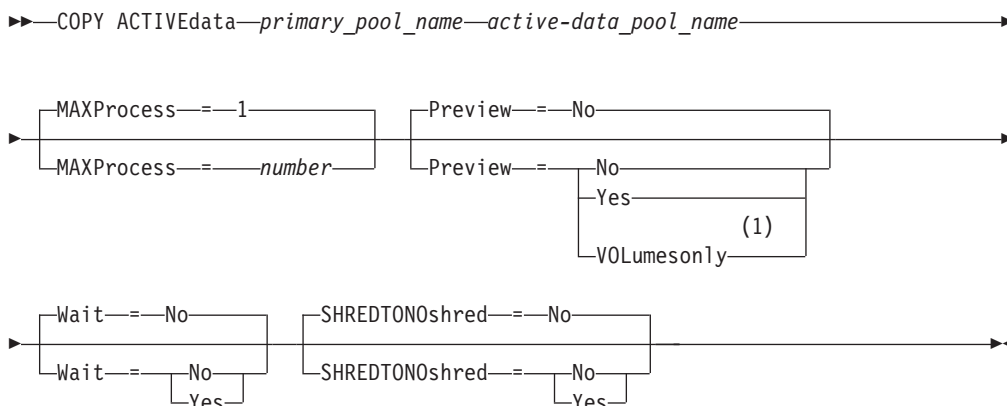 COPY ACTIVEdata primary_pool_name active-data_pool_name
MAXProcess = 1 Preview = No
MAXProcess = number Preview = No
Yes
(1)
VOLumesonly
Wait = No SHREDTONOshred = No
Wait = No SHREDTONOshred = No
Yes Yes